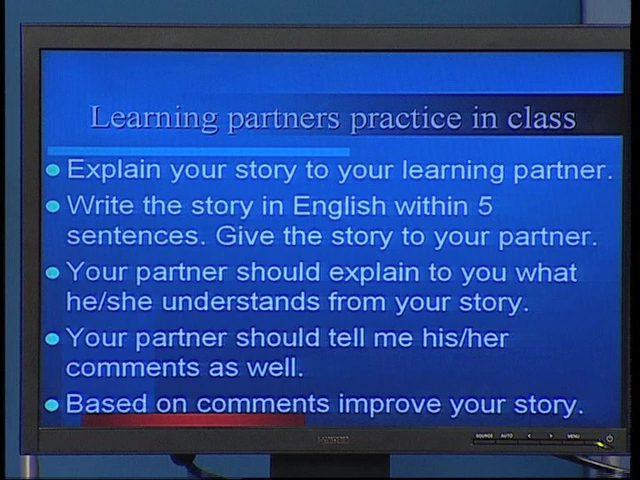 Learning partners practice in class
Explain your story to your learning partner.
Write the story in English within 5
sentences. Give the story to your partner.
Your partner should explain to you what
he/she understands from your story.
Your partner should tell me his/her
comments as well.
Based on comments improve your story.
SOURCE AUTO < > MENU